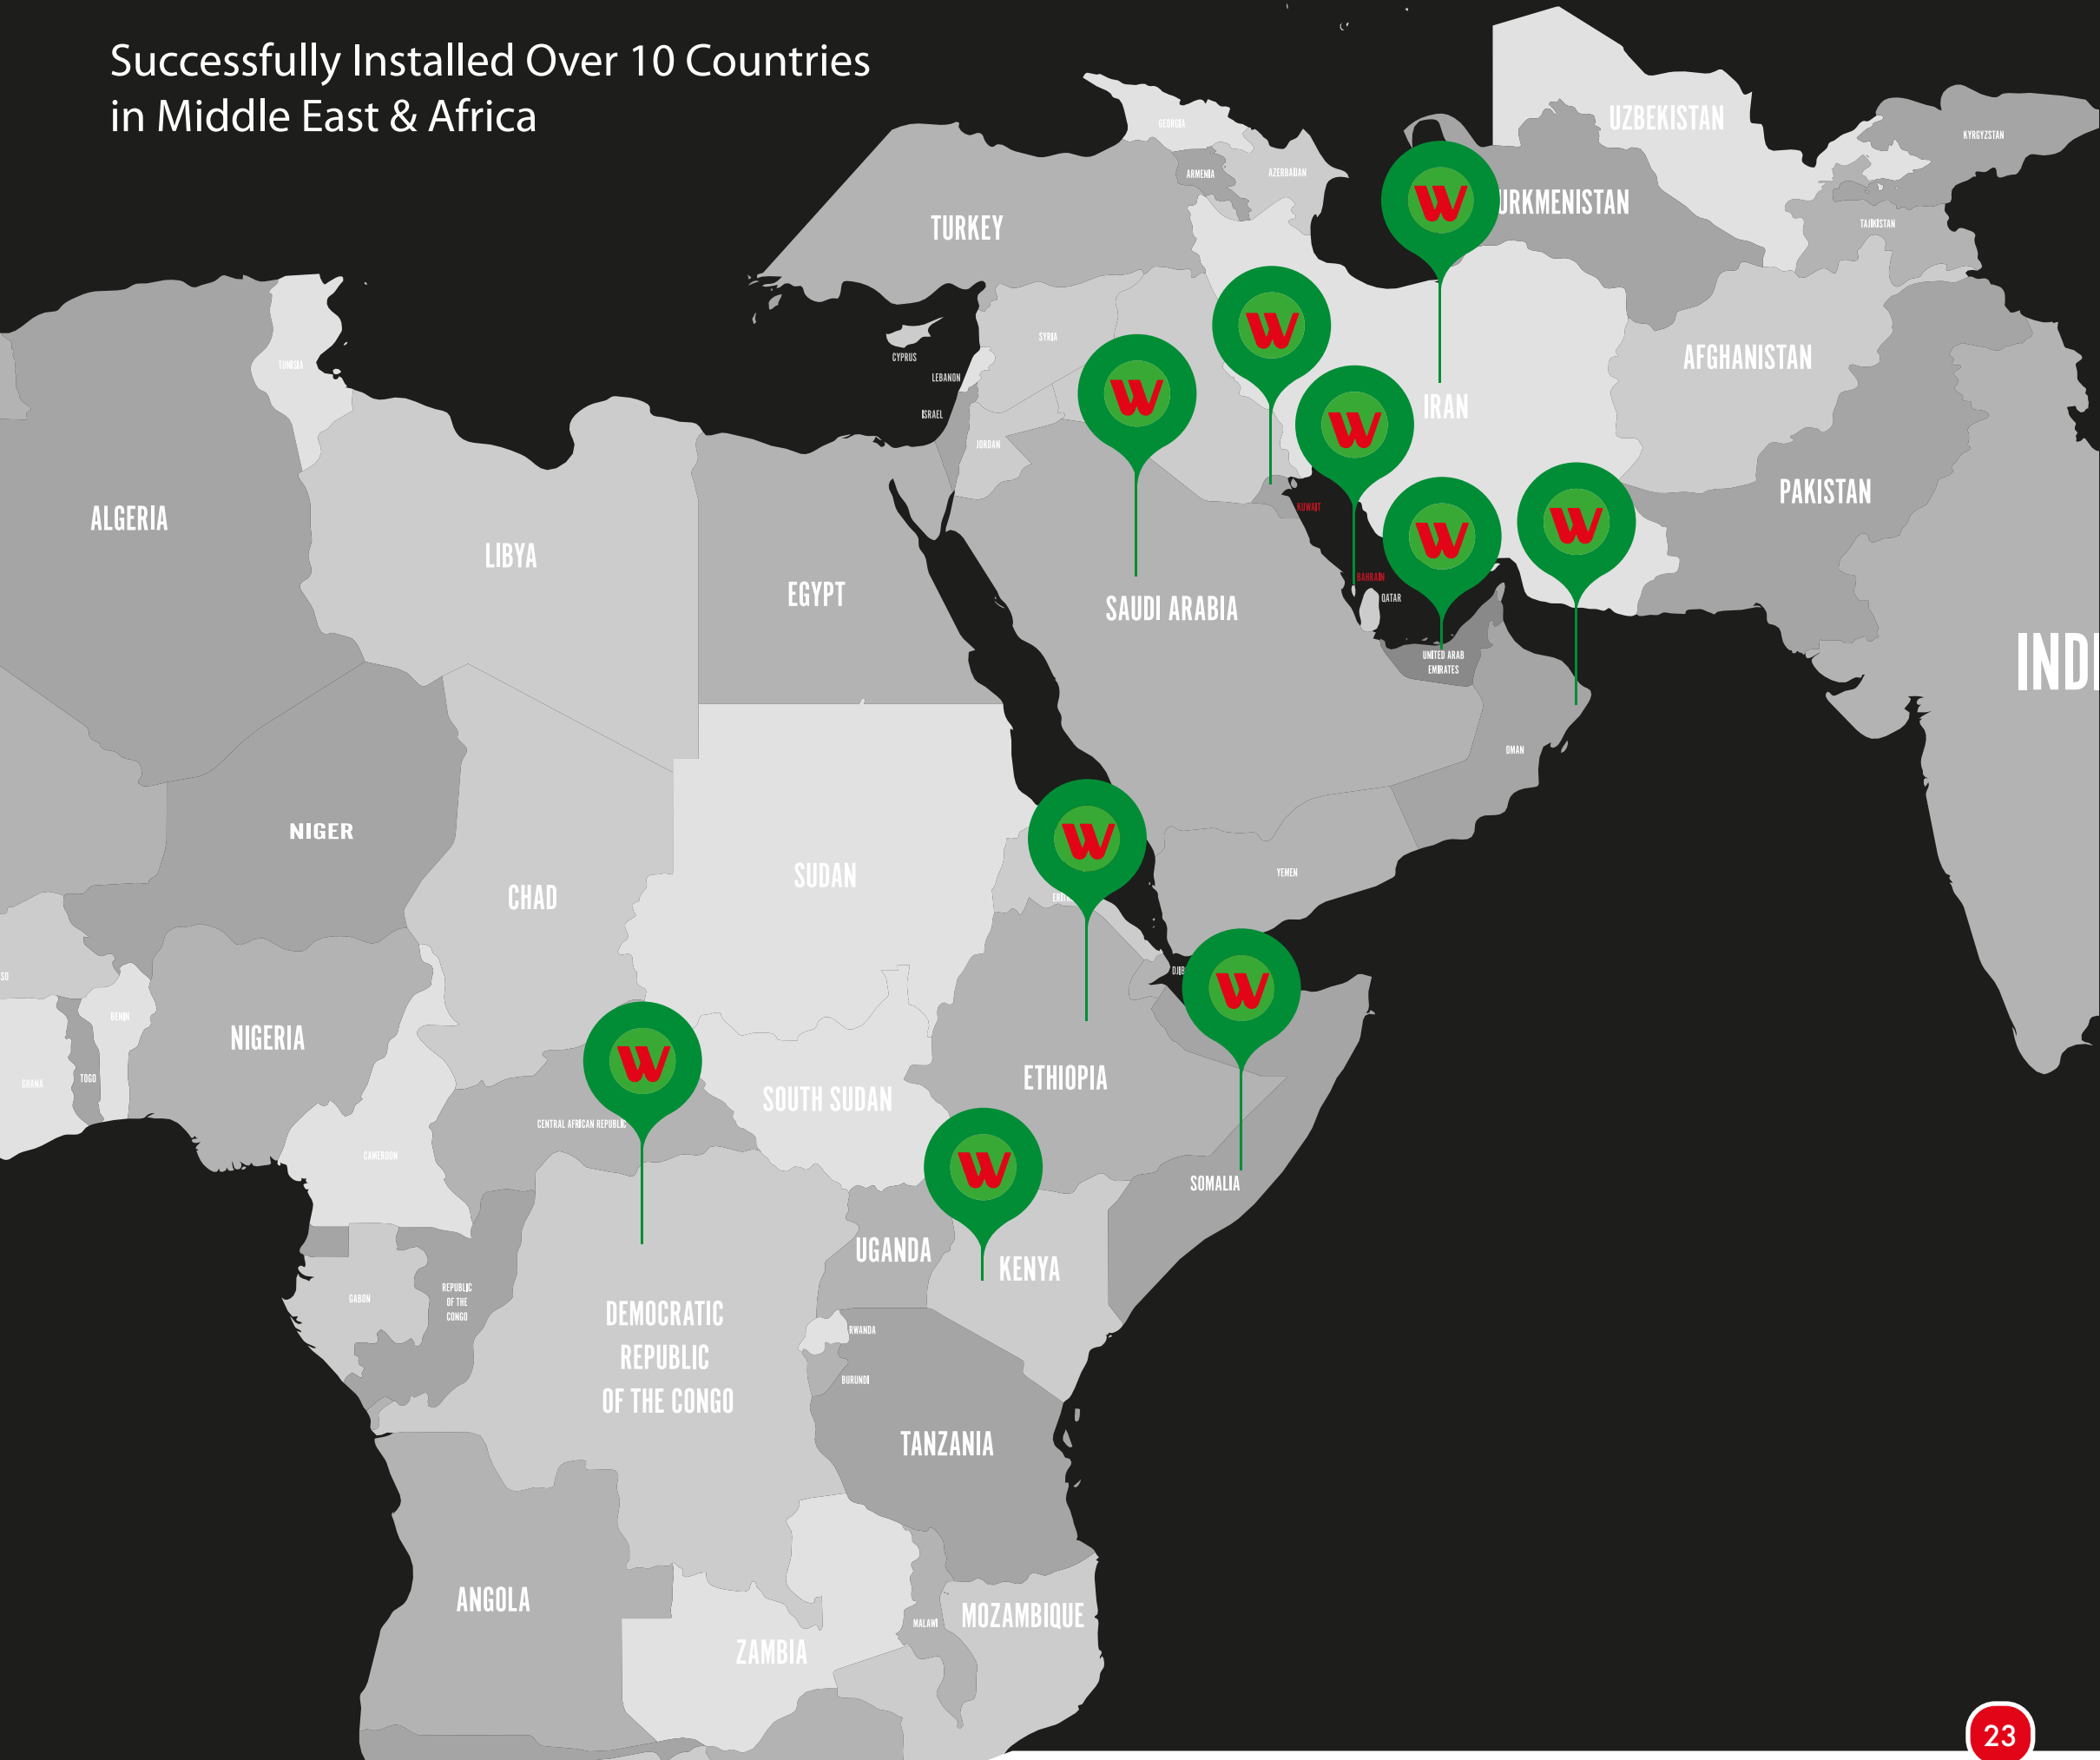 Successfully Installed Over 10 Countries
in Middle East & Africa
UZBEKISTAN
GEORGIA
KYRGYZSTAN
ARMENIA
AZERBADAN
W
URKMENISTAN
TURKEY
TAJIKISTAN
W
SYRIA
CYPRUS
AFGHANISTAN
TUNISIA
LEBANON
W
IRAN
ISRAEL
W
JORDAN
PAKISTAN
ALGERIA
KUWAIT
W
W
LIBYA
BAHRAIN
EGYPT
QATAR
SAUDI ARABIA
UNITED ARAB
EMIRATES
INDI
OMAN
NIGER
W
SUDAN
YEMEN
CHAD
DJIB
SO
W
BENIN
NIGERIA
W
ETHIOPIA
GHANA
TOGO
SOUTH SUDAN
CENTRAL AFRICAN REPUBLIC
CAMEROON
W
SOMALIA
UGANDA
KENYA
REPUBLIC
OF THE
CONGO
GABON
DEMOCRATIC
REPUBLIC
OF THE CONGO
RWANDA
BURUNDI
TANZANIA
ANGOLA
MOZAMBIQUE
MALAWI
ZAMBIA
23